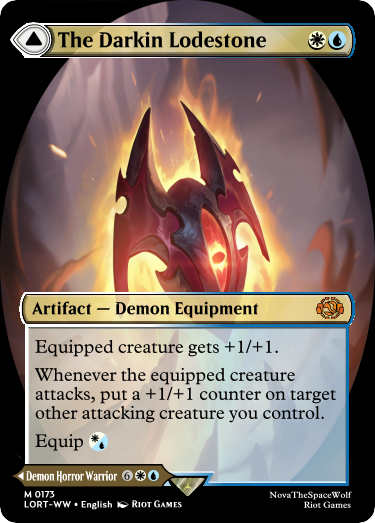 The Darkin Lodestone
Artifact — Demon Equipment
Equipped creature gets +1/+1.
Whenever the equipped creature
attacks, put a +1/+1 counter on target
other attacking creature you control.
Equip
Demon Horror Warrior 6
M 0173
LORT-WW • English RIOT GAMES
NovaTheSpaceWolf
Riot Games